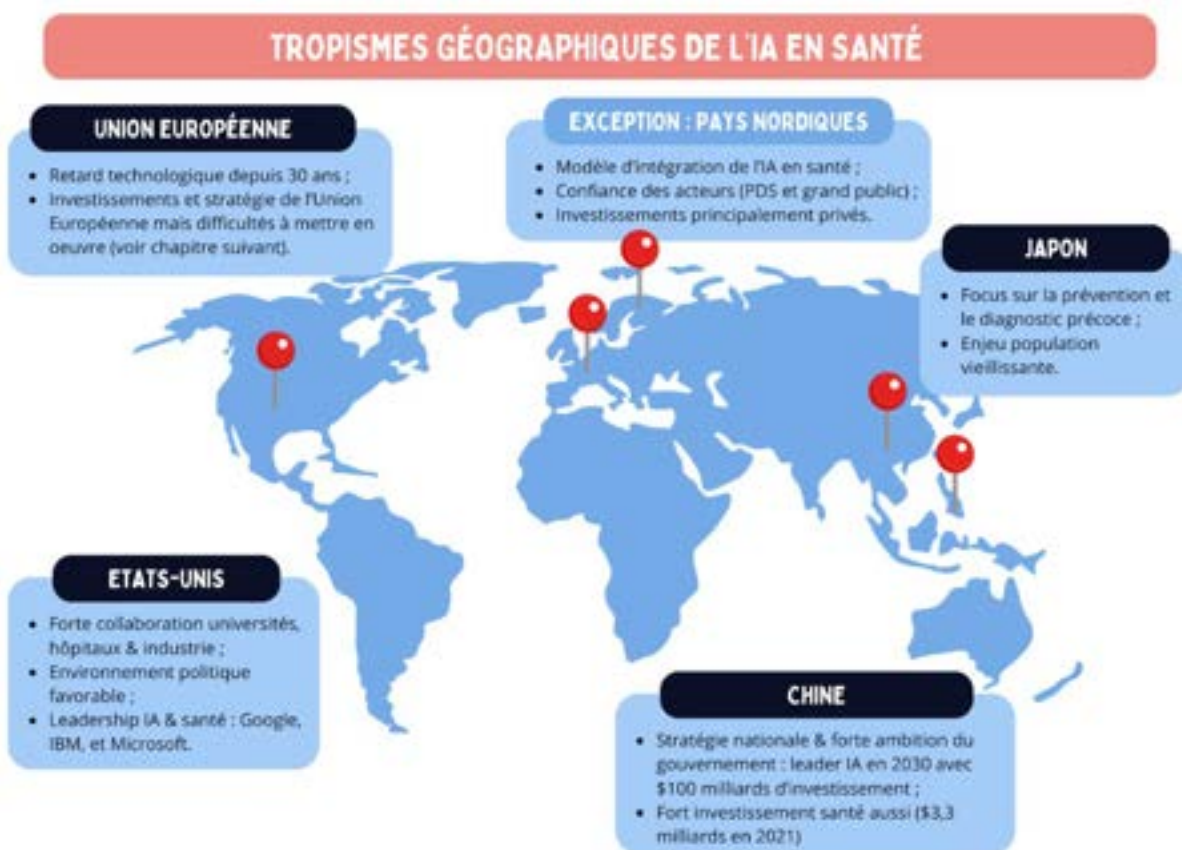 TROPISMES GÉOGRAPHIQUES DE L'IA EN SANTÉ
UNION EUROPÉENNE
• Retard technologique depuis 30 ans ;
• Investissements et stratégie de l'Union
Européenne mais difficultés à mettre en
oeuvre (voir chapitre suivant).
EXCEPTION : PAYS NORDIQUES
• Modèle d'intégration de l'IA en santé ;
• Confiance des acteurs (PDS et grand public) ;
• Investissements principalement privés.
JAPON
• Focus sur la prévention et
le diagnostic précoce ;
• Enjeu population
vieillissante.
ETATS-UNIS
• Forte collaboration universités,
hôpitaux & industrie ;
• Environnement politique
favorable ;
• Leadership IA & santé : Google,
IBM, et Microsoft.
CHINE
• Stratégie nationale & forte ambition du
gouvernement : leader IA en 2030 avec
$100 milliards d'investissement ;
• Fort investissement santé aussi ($3,3
milliards en 2021)